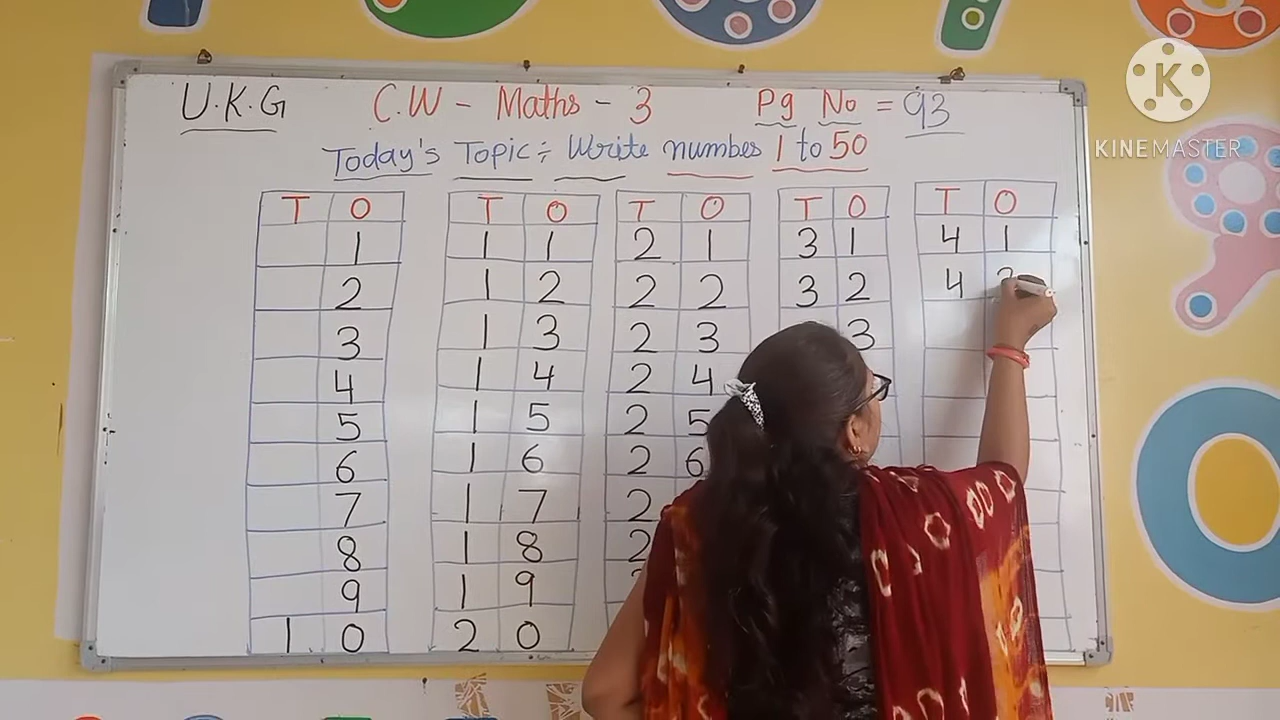 U.K.G C.W - Maths - 3 Pg No = 93
Today's Topic ÷ Write number 1 to 50
T O T O T O T O T O
1 1 1 2 1 3 1 4 1
2 1 2 2 2 3 2 4
3 1 3 2 3 3
4 1 4 2 4
5 1 5 2 5
6 1 6 2 6
7 1 7 2
8 1 8 2
9 1 9
1 0 2 0
K
KINEMASTER